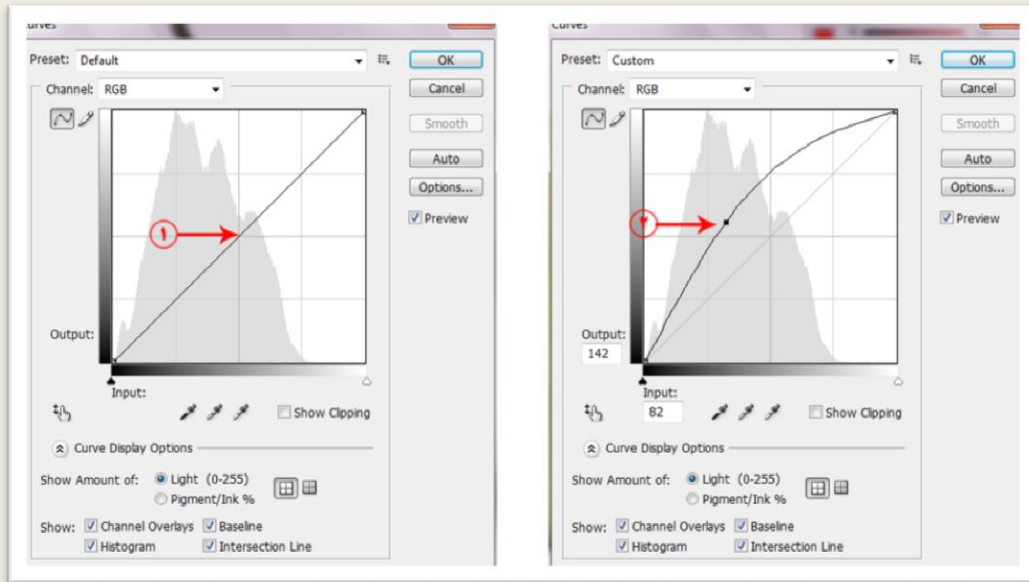 Curves
Preset: Default
OK
Channel: RGB
Cancel
Smooth
Auto
Options...
Preview
۱
Output:
Input:
Show Clipping
Curve Display Options
Show Amount of:
Light (0-255)
Pigment/Ink %
Show:
Channel Overlays
Baseline
Histogram
Intersection Line
Curves
Preset: Custom
OK
Channel: RGB
Cancel
Smooth
Auto
Options...
Preview
۲
Output:
142
Input:
82
Show Clipping
Curve Display Options
Show Amount of:
Light (0-255)
Pigment/Ink %
Show:
Channel Overlays
Baseline
Histogram
Intersection Line